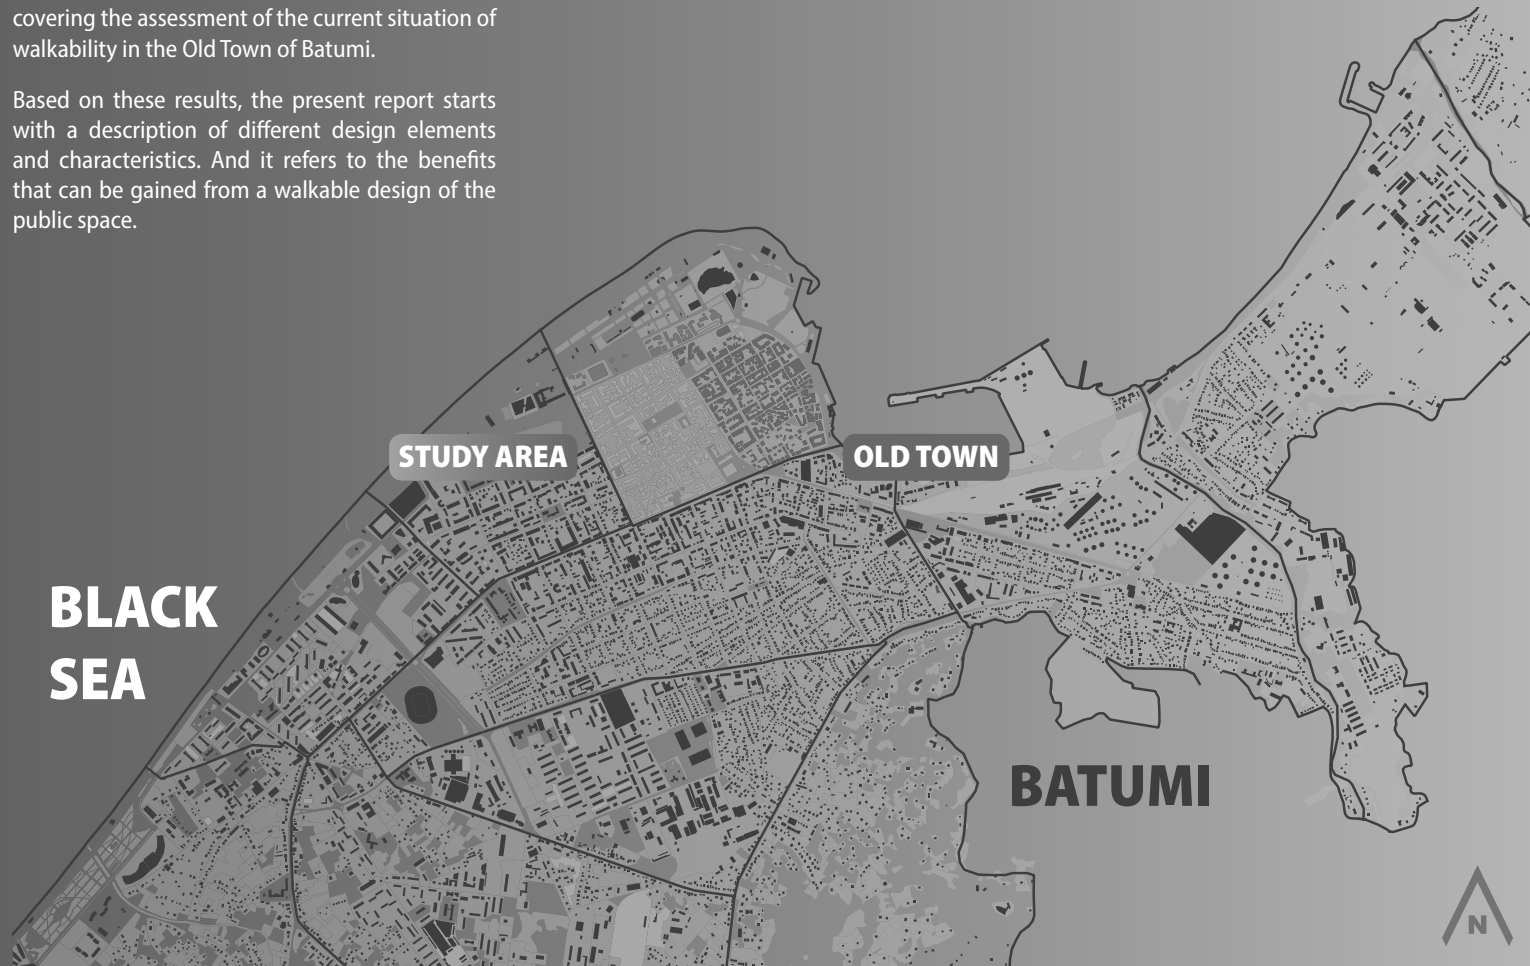 covering the assessment of the current situation of
walkability in the Old Town of Batumi.
Based on these results, the present report starts
with a description of different design elements
and characteristics. And it refers to the benefits
that can be gained from a walkable design of the
public space.
STUDY AREA
OLD TOWN
BLACK
SEA
BATUMI
N